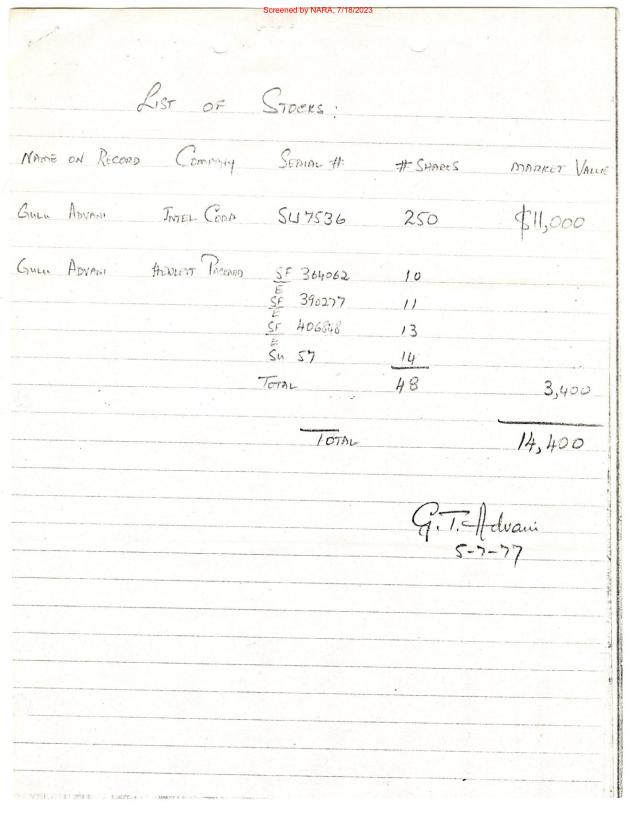 Screened by NARA, 7/18/2023
LIST OF STOCKS:
NAME ON RECORD COMPANY SERIAL # # SHARES MARKET VALUE
GULU ADVANI INTEL CORP SU 7536 250 $11,000
GULU ADVANI HEWLETT PACKARD SF/E 364062 10
SF/E 390277 11
SF/E 406848 13
SU 57 14
TOTAL 48 3,400
TOTAL 14,400
G.T. Advani
5-7-77